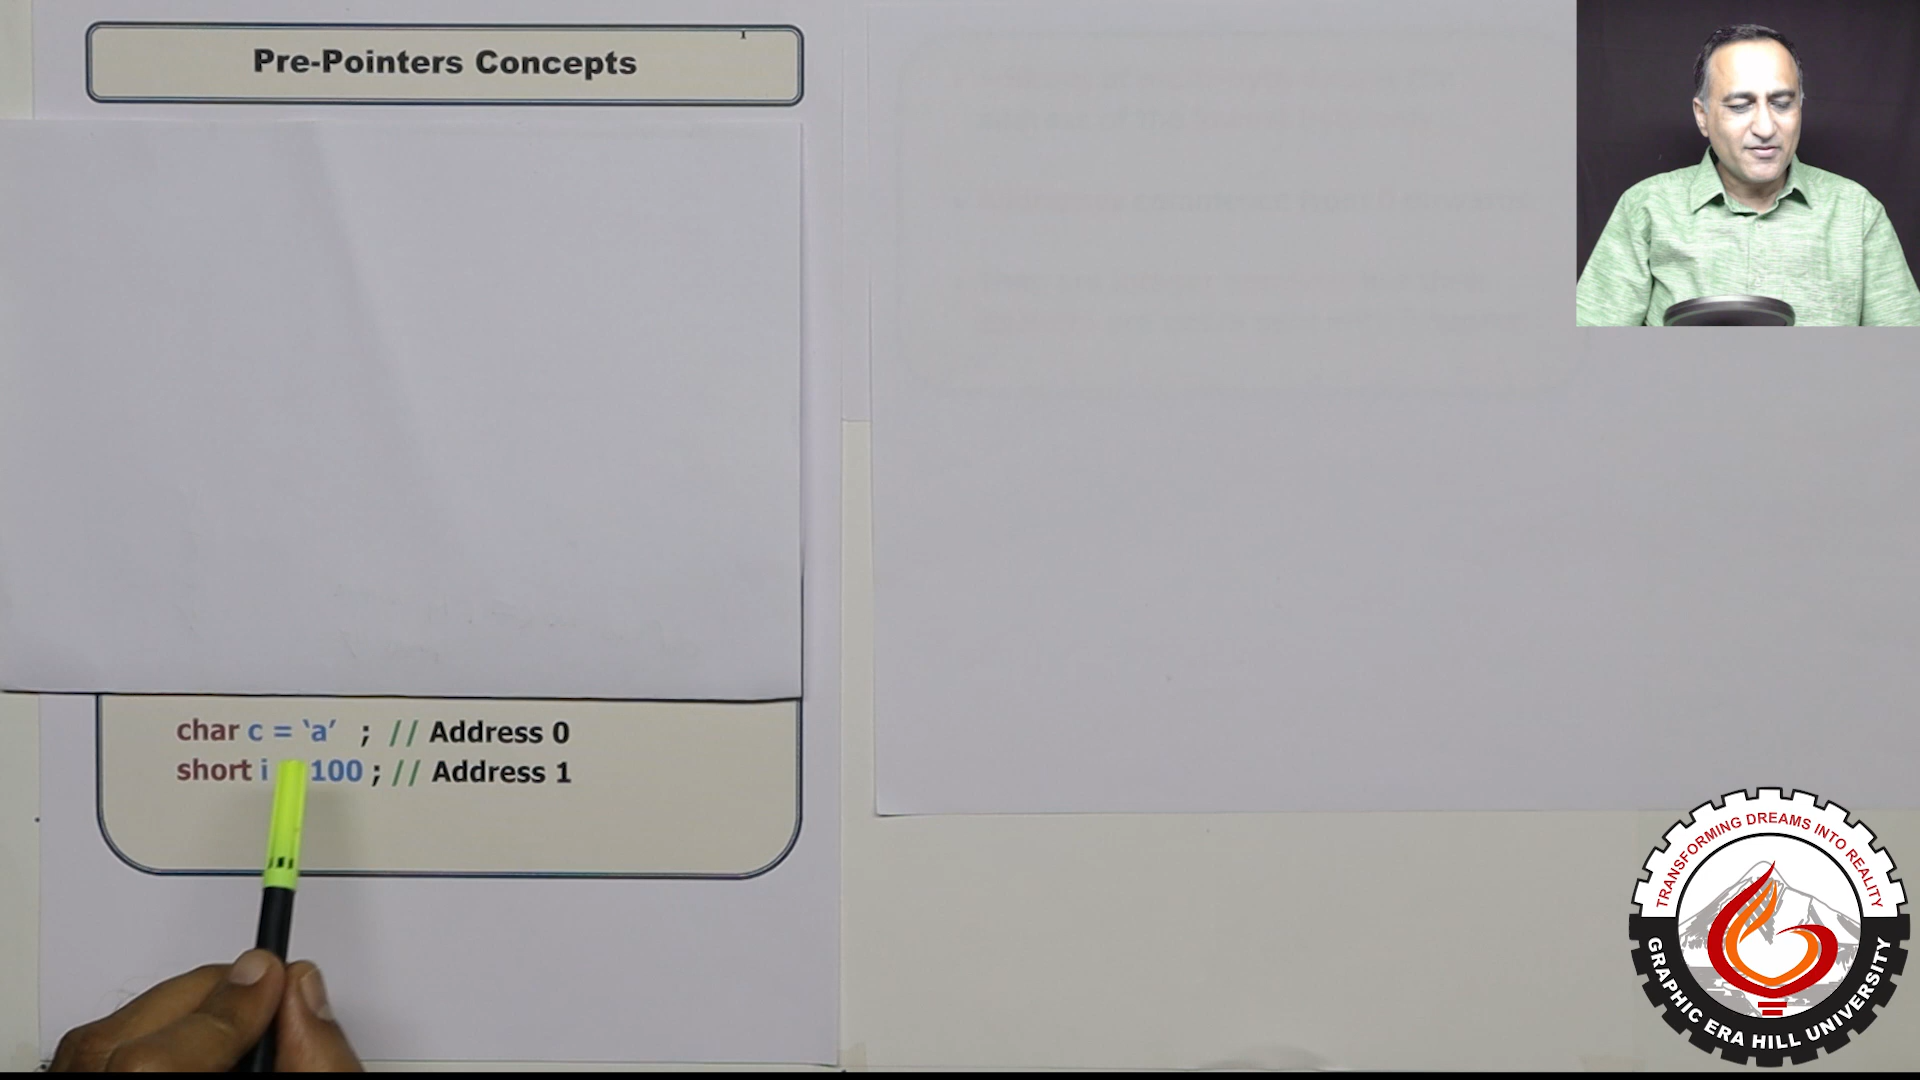 Pre-Pointers Concepts
char c = ‘a’ ; // Address 0
short i 100 ; // Address 1
TRANSFORMING DREAMS INTO REALITY
GRAPHIC ERA HILL UNIVERSITY